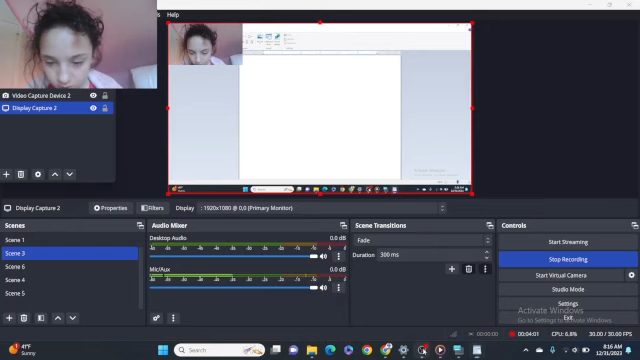 Help
Video Capture Device 2
Display Capture 2
Display Capture 2
Properties
Filters
Display
: 1920x1080 @ 0,0 (Primary Monitor)
Scenes
Scene 1
Scene 3
Scene 6
Scene 4
Scene 5
Audio Mixer
Desktop Audio
0.0 dB
Mic/Aux
0.0 dB
Scene Transitions
Fade
Duration
300 ms
Controls
Start Streaming
Stop Recording
Start Virtual Camera
Studio Mode
Settings
Exit
Activate Windows
Go to Settings to activate Windows.
00:00:00
00:04:01
CPU: 6.8%
30.00 / 30.00 FPS
41°F
Sunny
Search
8:16 AM
12/31/2023